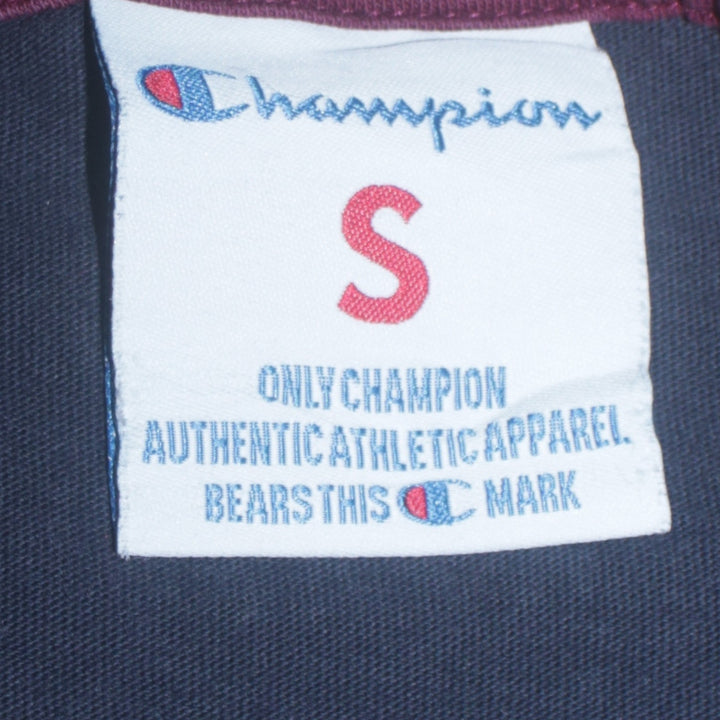 Champion
S
ONLY CHAMPION
AUTHENTIC ATHLETIC APPAREL
BEARS THIS C MARK